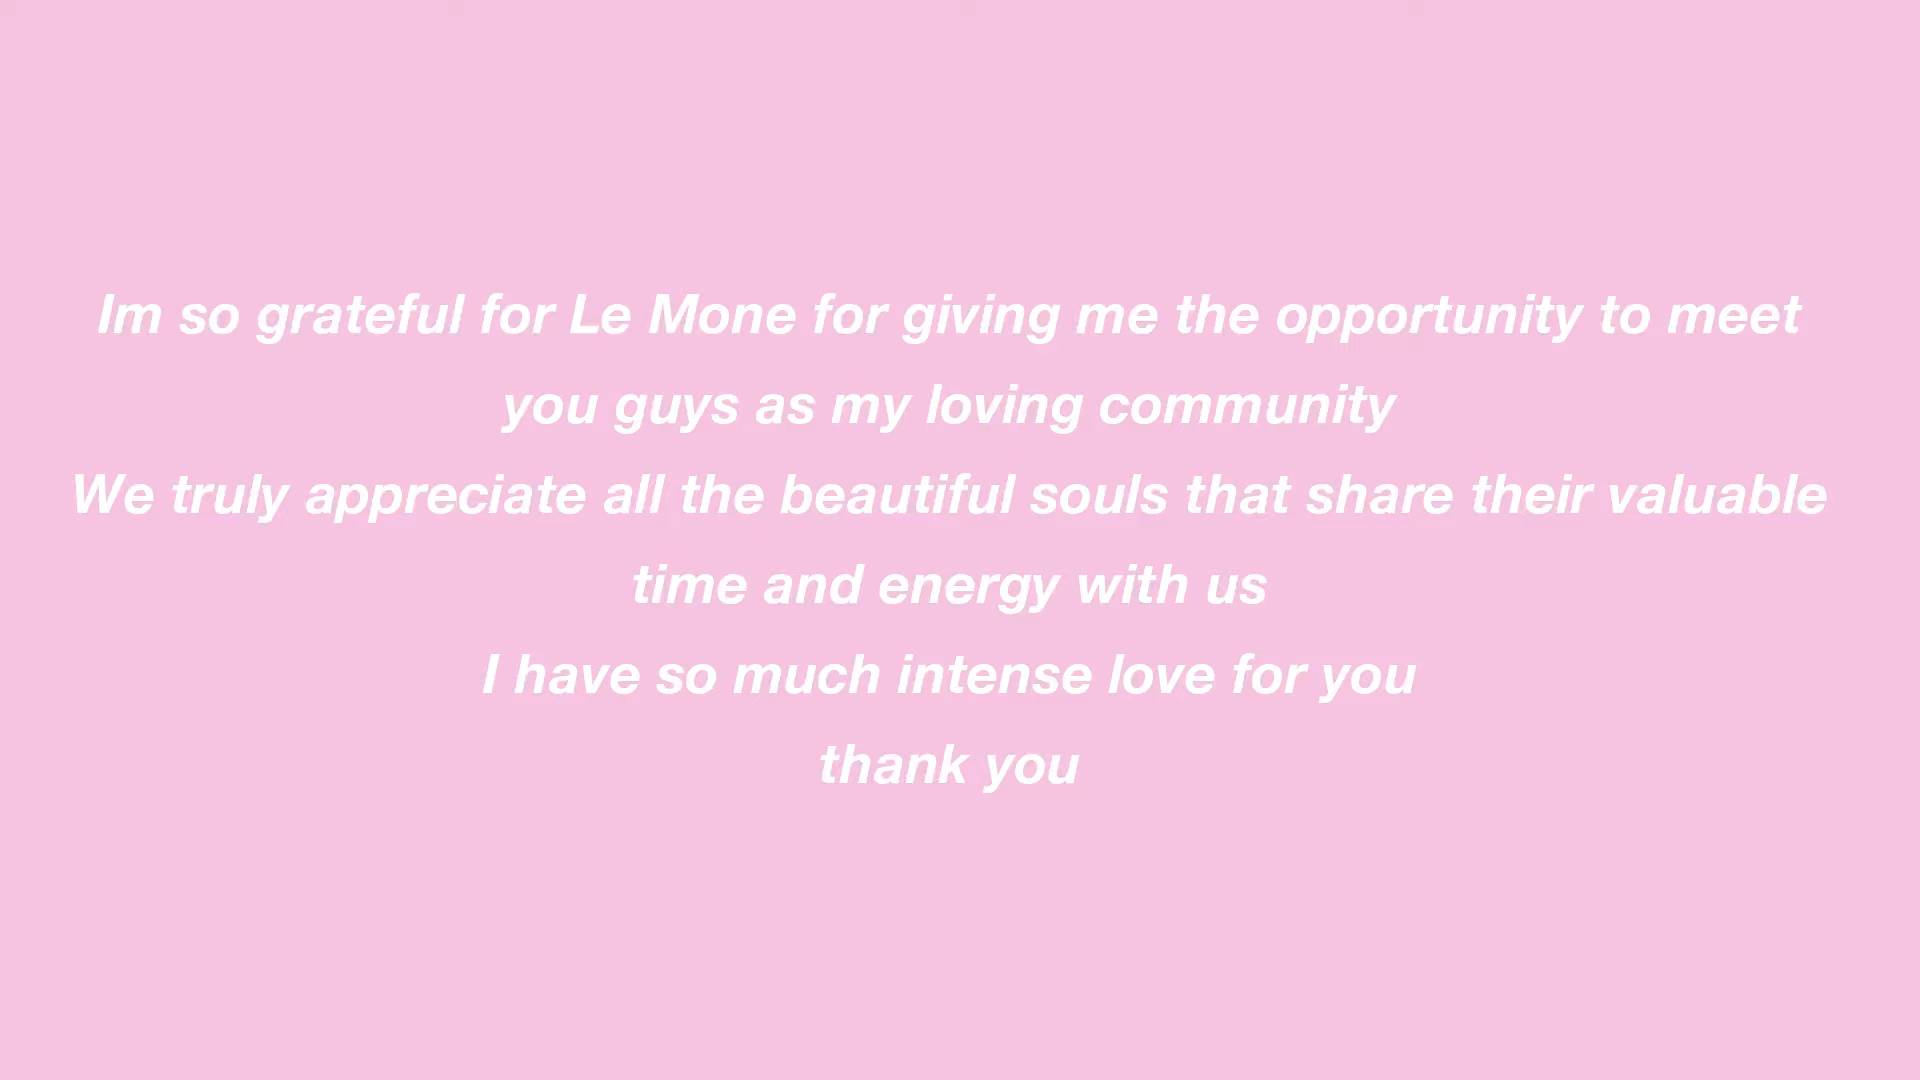 Im so grateful for Le Mone for giving me the opportunity to meet
you guys as my loving community
We truly appreciate all the beautiful souls that share their valuable
time and energy with us
I have so much intense love for you
thank you